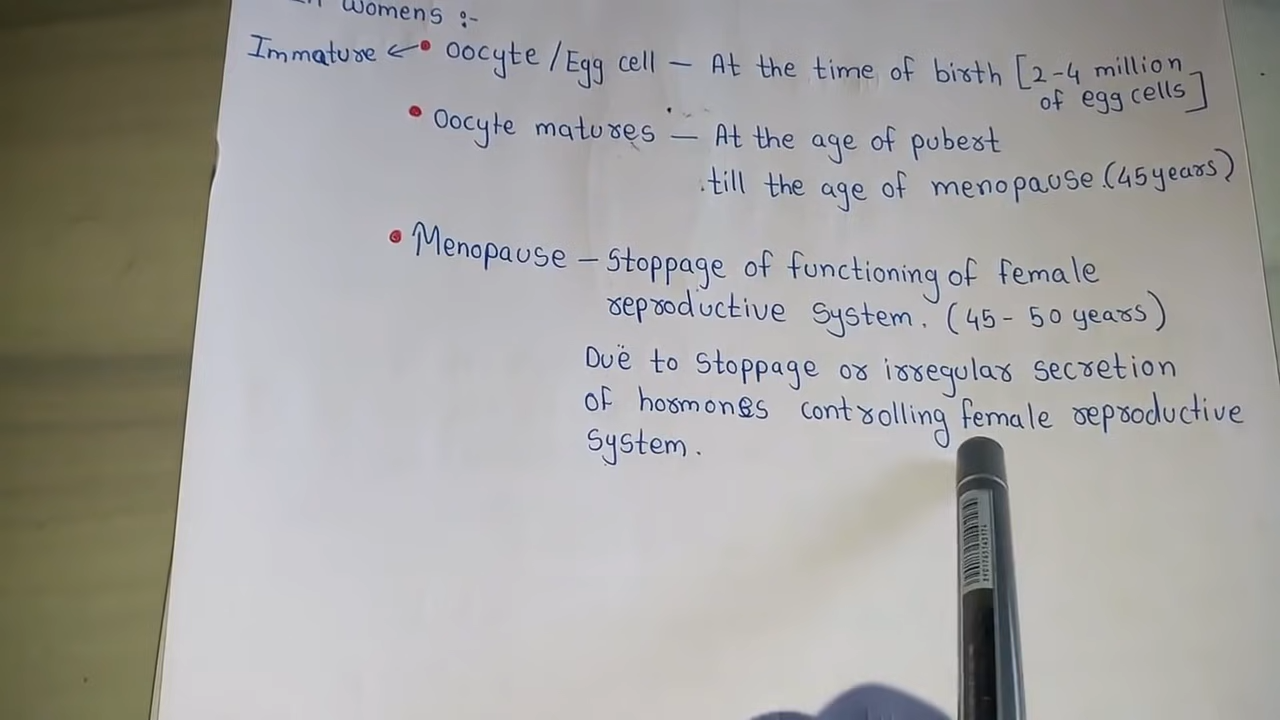 In Womens :-
Immature ← • Oocyte / Egg cell – At the time of birth [2-4 million
of egg cells]
• Oocyte matures – At the age of pubert
till the age of menopause. (45 years)
• Menopause – Stoppage of functioning of female
reproductive system. (45 - 50 years)
Due to stoppage or irregular secretion
of hormones controlling female reproductive
system.